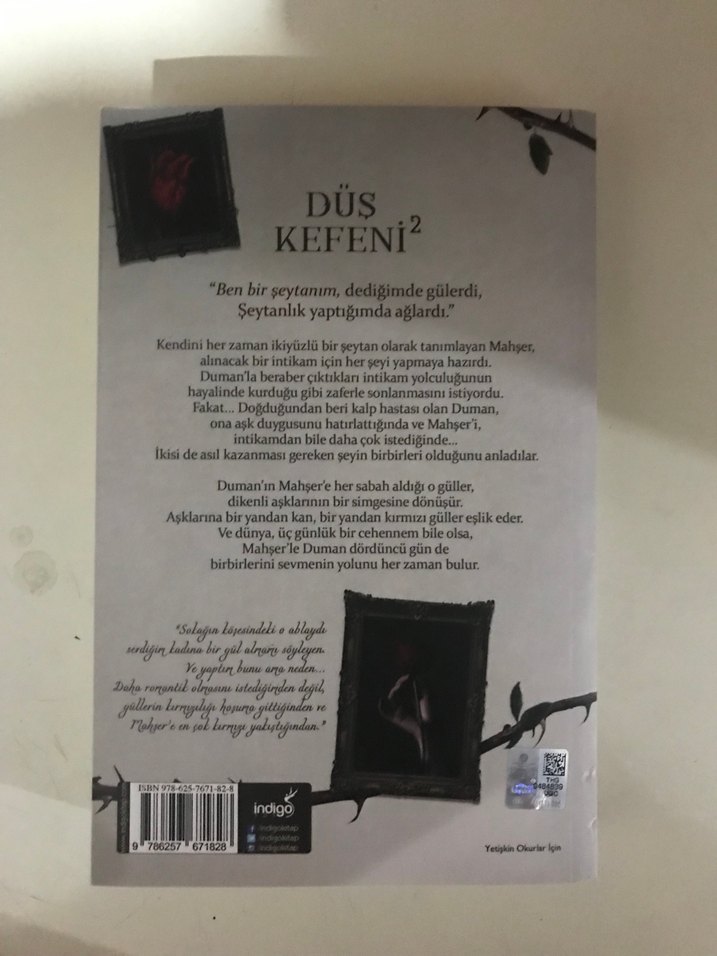 DÜŞ
KEFENİ²
"Ben bir şeytanım, dediğimde gülerdi,
Şeytanlık yaptığımda ağlardı."
Kendini her zaman ikiyüzlü bir şeytan olarak tanımlayan Mahşer,
alınacak bir intikam için her şeyi yapmaya hazırdı.
Duman'la beraber çıktıkları intikam yolculuğunun
hayalinde kurduğu gibi zaferle sonlanmasını istiyordu.
Fakat... Doğduğundan beri kalp hastası olan Duman,
ona aşk duygusunu hatırlattığında ve Mahşer'i,
intikamdan bile daha çok istediğinde...
İkisi de asıl kazanması gereken şeyin birbirleri olduğunu anladılar.
Duman'ın Mahşer'e her sabah aldığı o güller,
dikenli aşklarının bir simgesine dönüşür.
Aşklarına bir yandan kan, bir yandan kırmızı güller eşlik eder.
Ve dünya, üç günlük bir cehennem bile olsa,
Mahşer'le Duman dördüncü gün de
birbirlerini sevmenin yolunu her zaman bulur.
"Sokağın köşesindeki o ablaydı
serdiğim kadına bir gül almamı söyleyen.
Ve yaptım bunu ama neden...
Daha romantik olmasını istediğimden değil,
güllerin kırmızılığı hoşuma gittiğinden ve
Mahşer'e en çok kırmızı yakıştığından."
ISBN 978-625-7671-82-8
9 786257 671828
indigo
/indigokitap
/indigokitap
/indigokitap
THG
0484839
Yetişkin Okurlar İçin